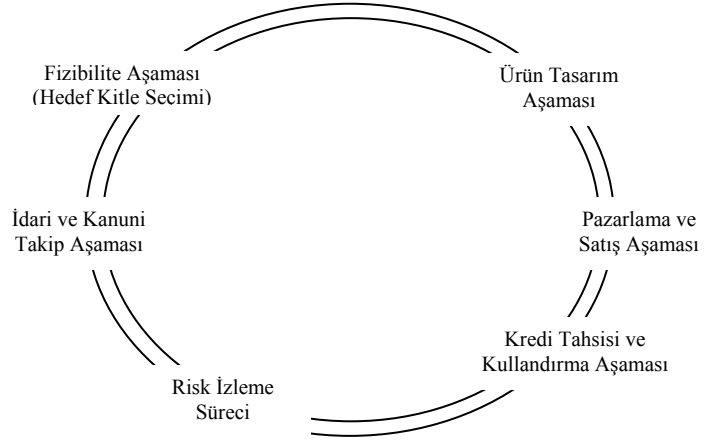 Fizibilite Aşaması
(Hedef Kitle Seçimi)
Ürün Tasarım
Aşaması
Pazarlama ve
Satış Aşaması
Kredi Tahsisi ve
Kullandırma Aşaması
Risk İzleme
Süreci
İdari ve Kanuni
Takip Aşaması